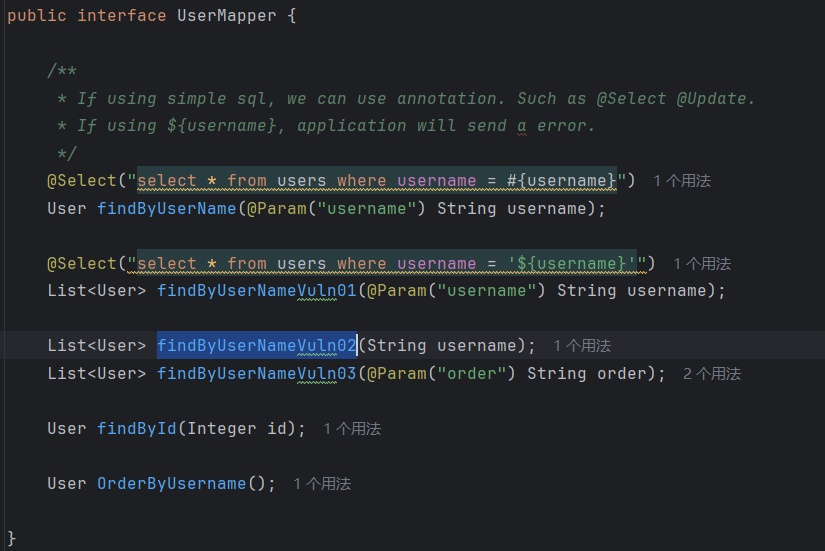 public interface UserMapper {
/**
* If using simple sql, we can use annotation. Such as @Select @Update.
* If using ${username}, application will send a error.
*/
@Select("select * from users where username = #{username}") 1 个用法
User findByUserName(@Param("username") String username);
@Select("select * from users where username = '${username}'") 1 个用法
List<User> findByUserNameVuln01(@Param("username") String username);
List<User> findByUserNameVuln02(String username); 1 个用法
List<User> findByUserNameVuln03(@Param("order") String order); 2 个用法
User findById(Integer id); 1 个用法
User OrderByUsername(); 1 个用法
}